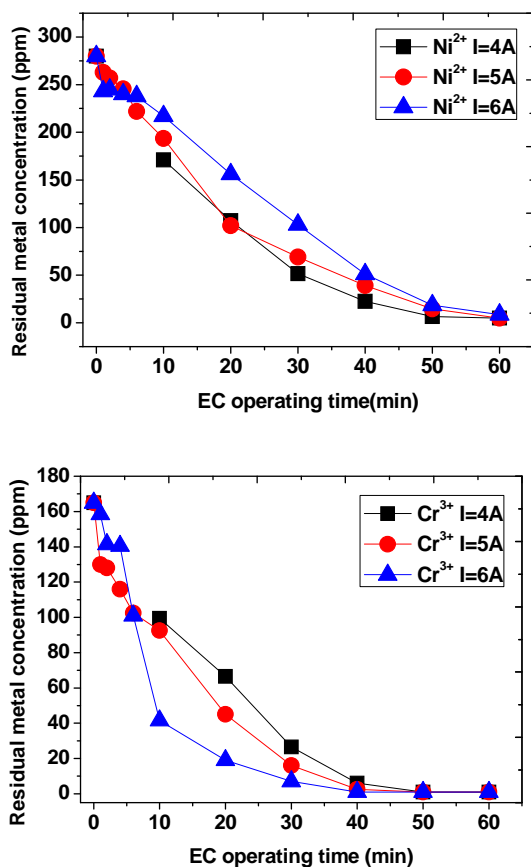 300
250
200
150
100
50
0
Residual metal concentration (ppm)
Ni²⁺ I=4A
Ni²⁺ I=5A
Ni²⁺ I=6A
0 10 20 30 40 50 60
EC operating time(min)
180
160
140
120
100
80
60
40
20
0
Residual metal concentration (ppm)
Cr³⁺ I=4A
Cr³⁺ I=5A
Cr³⁺ I=6A
0 10 20 30 40 50 60
EC operating time (min)